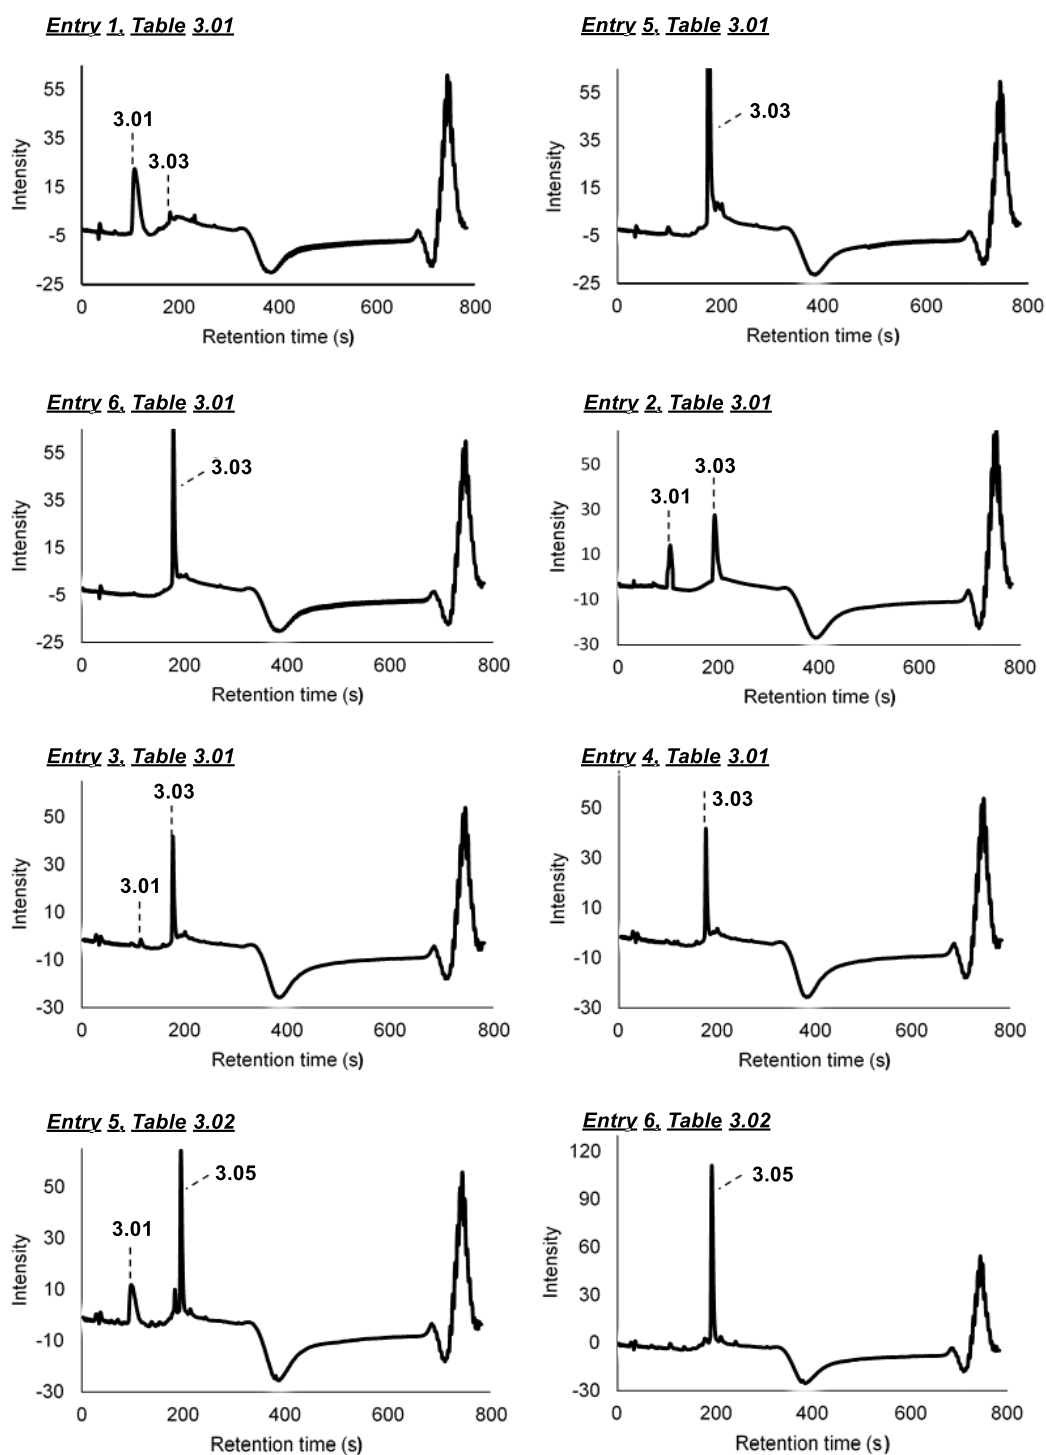 Entry 1, Table 3.01
55
35
15
-5
-25
Intensity
3.01
3.03
0 200 400 600 800
Retention time (s)
Entry 5, Table 3.01
55
35
15
-5
-25
Intensity
3.03
0 200 400 600 800
Retention time (s)
Entry 6, Table 3.01
55
35
15
-5
-25
Intensity
3.03
0 200 400 600 800
Retention time (s)
Entry 2, Table 3.01
50
30
10
-10
-30
Intensity
3.01
3.03
0 200 400 600 800
Retention time (s)
Entry 3, Table 3.01
50
30
10
-10
-30
Intensity
3.03
3.01
0 200 400 600 800
Retention time (s)
Entry 4, Table 3.01
50
30
10
-10
-30
Intensity
3.03
0 200 400 600 800
Retention time (s)
Entry 5, Table 3.02
50
30
10
-10
-30
Intensity
3.05
3.01
0 200 400 600 800
Retention time (s)
Entry 6, Table 3.02
120
90
60
30
0
-30
Intensity
3.05
0 200 400 600 800
Retention time (s)